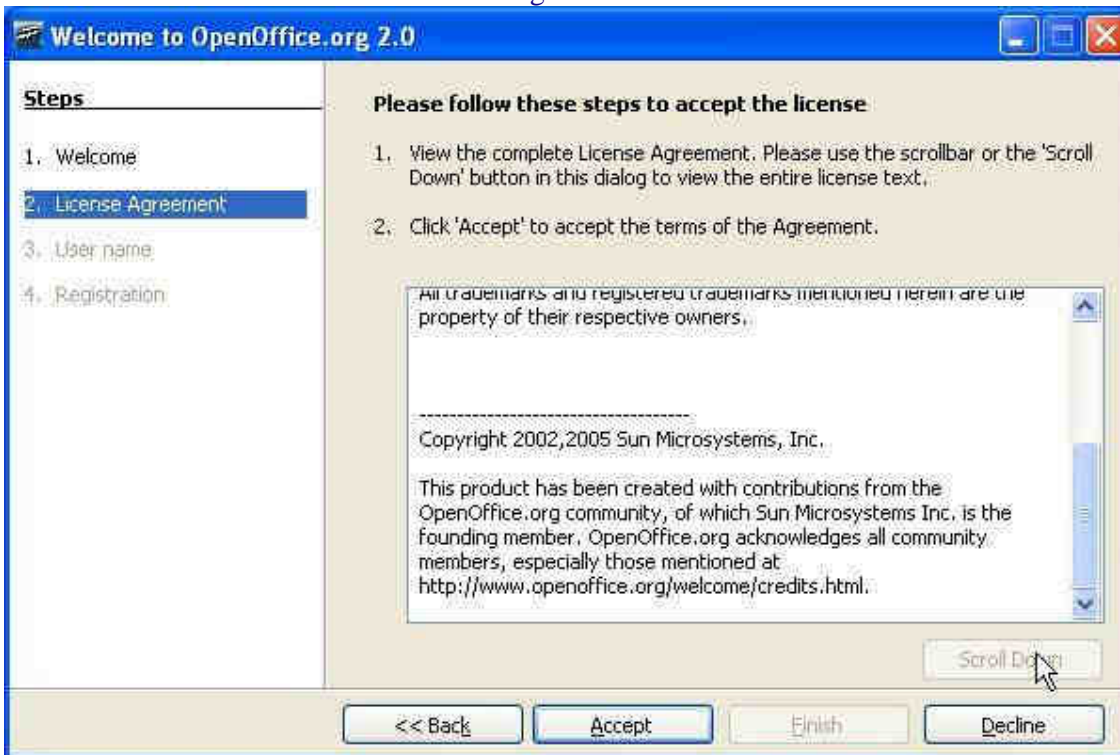 Welcome to OpenOffice.org 2.0
Steps
1. Welcome
2. License Agreement
3. User name
4. Registration
Please follow these steps to accept the license
1. View the complete License Agreement. Please use the scrollbar or the 'Scroll
Down' button in this dialog to view the entire license text.
2. Click 'Accept' to accept the terms of the Agreement.
All trademarks and registered trademarks mentioned herein are the
property of their respective owners.
------------------------------------
Copyright 2002,2005 Sun Microsystems, Inc.
This product has been created with contributions from the
OpenOffice.org community, of which Sun Microsystems Inc. is the
founding member. OpenOffice.org acknowledges all community
members, especially those mentioned at
http://www.openoffice.org/welcome/credits.html.
Scroll Down
<< Back
Accept
Finish
Decline